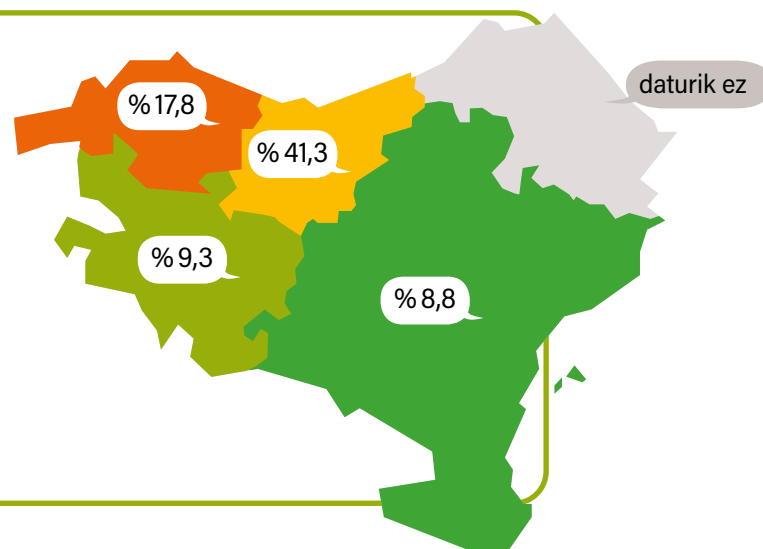 daturik ez
% 17,8
% 41,3
% 9,3
% 8,8